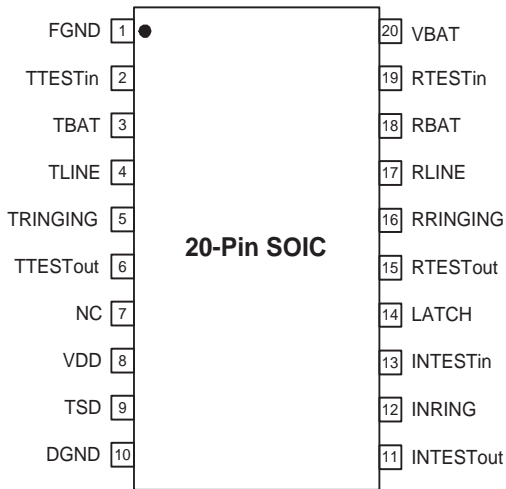 FGND 1 20 VBAT
TTESTin 2 19 RTESTin
TBAT 3 18 RBAT
TLINE 4 17 RLINE
TRINGING 5 16 RRINGING
20-Pin SOIC
TTESTout 6 15 RTESTout
NC 7 14 LATCH
VDD 8 13 INTESTin
TSD 9 12 INRING
DGND 10 11 INTESTout